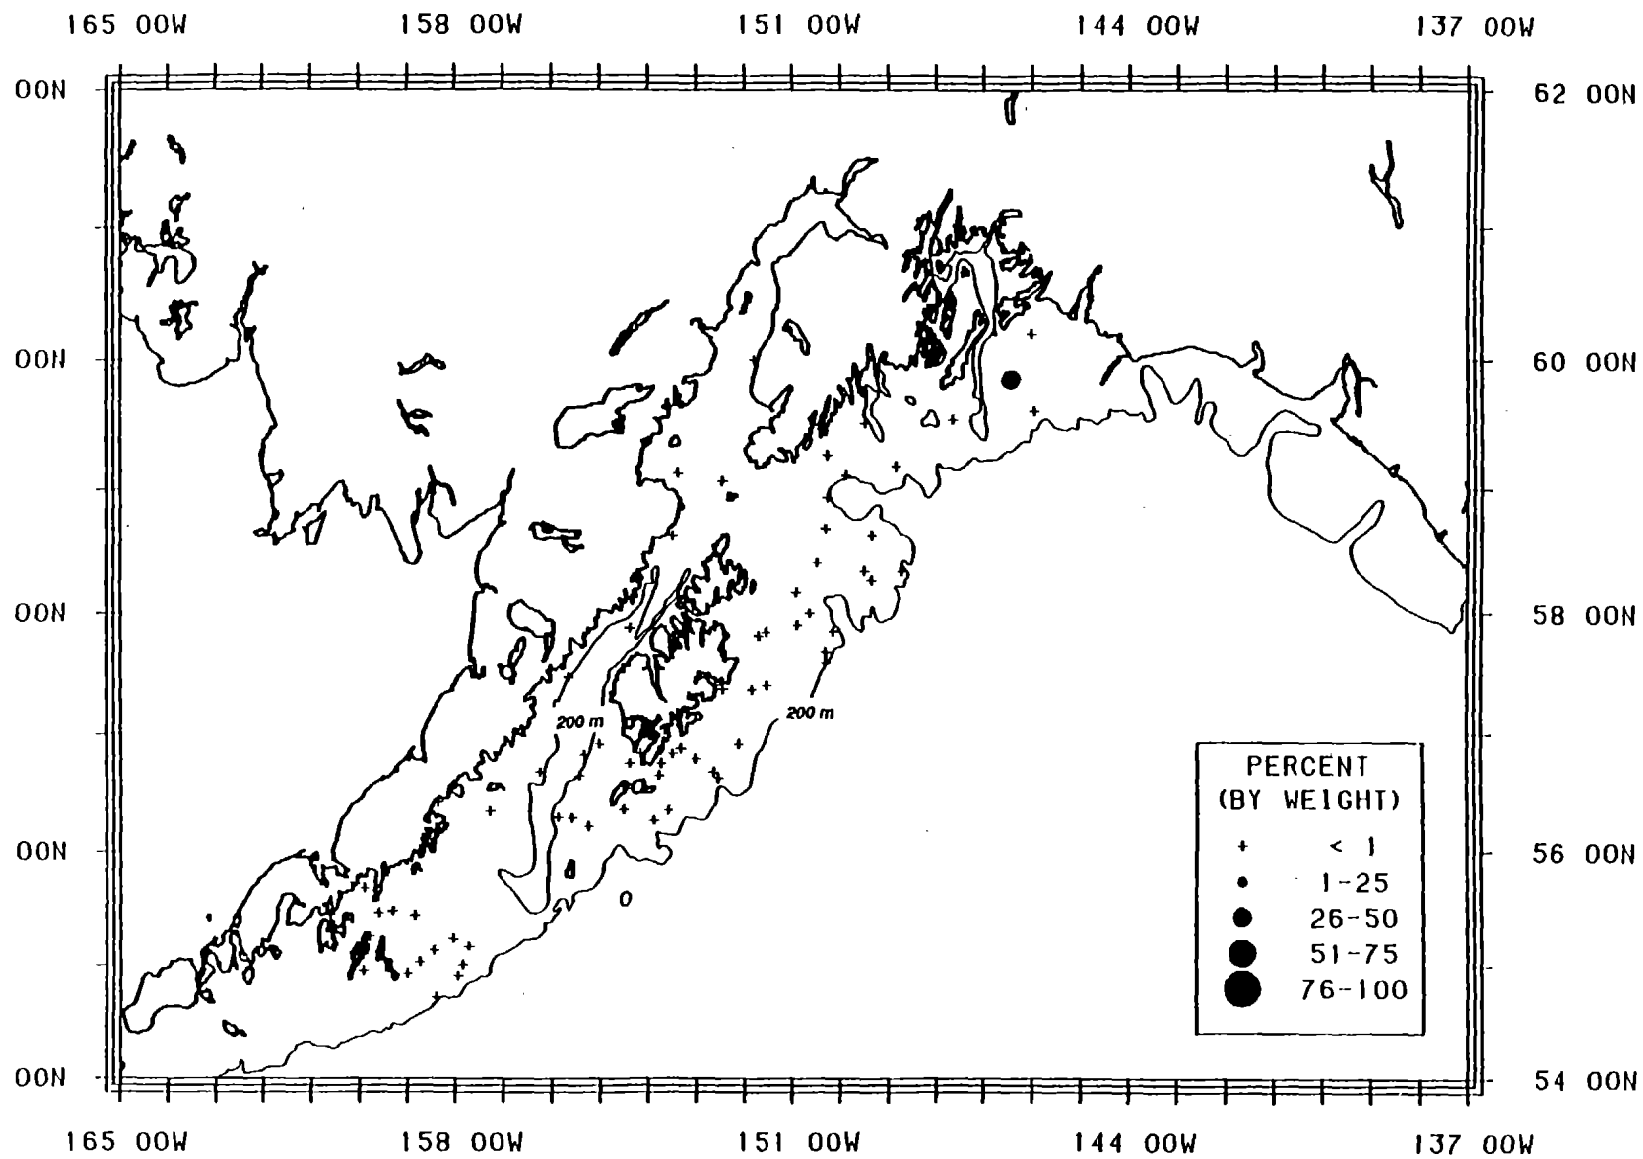 165 00W 158 00W 151 00W 144 00W 137 00W
00N 62 00N
00N 60 00N
00N 58 00N
200 m 200 m
PERCENT
(BY WEIGHT)
+ < 1
1-25
00N 56 00N
26-50
51-75
76-100
00N 54 00N
165 00W 158 00W 151 00W 144 00W 137 00W